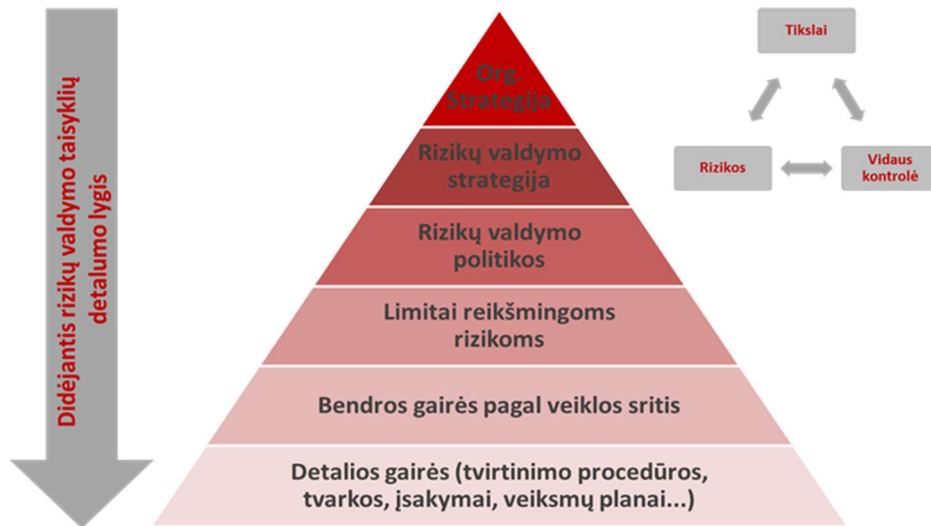 Didėjantis rizikų valdymo taisyklių
detalumo lygis
Org.
Strategija
Rizikų valdymo
strategija
Rizikų valdymo
politikos
Limitai reikšmingoms
rizikoms
Bendros gairės pagal veiklos sritis
Detalios gairės (tvirtinimo procedūros,
tvarkos, įsakymai, veiksmų planai...)
Tikslai
Rizikos
Vidaus
kontrolė